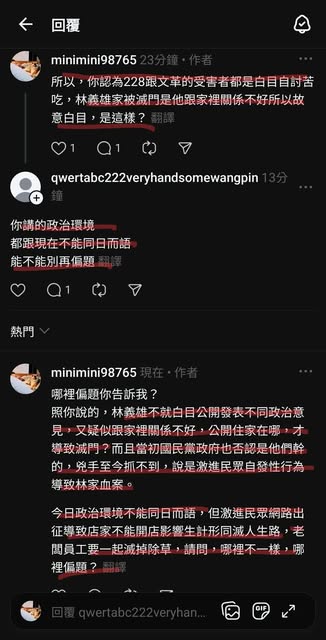 回覆
minimini98765 23分鐘・作者
所以，你認為228跟文革的受害者都是白目自討苦
吃，林義雄家被滅門是他跟家裡關係不好所以故
意白目，是這樣？ 翻譯
1
1
qwertabc222veryhandsomewangpin 13分
鐘
你講的政治環境
都跟現在不能同日而語
能不能別再偏題 翻譯
1
熱門
minimini98765 現在・作者
哪裡偏題你告訴我？
照你說的，林義雄不就白目公開發表不同政治意
見，又疑似跟家裡關係不好，公開住家在哪，才
導致滅門？而且當初國民黨政府也否認是他們幹
的，兇手至今抓不到，說是激進民眾自發性行為
導致林家血案。
今日政治環境不能同日而語，但激進民眾網路出
征導致店家不能開店影響生計形同滅人生路，老
闆員工要一起滅掉除草，請問，哪裡不一樣，哪
裡偏題？ 翻譯
回覆 qwertabc222veryhan...
GIF